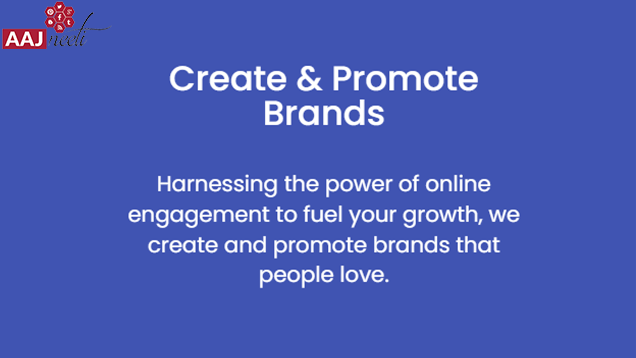 AAJ neeti
Create & Promote
Brands
Harnessing the power of online
engagement to fuel your growth, we
create and promote brands that
people love.